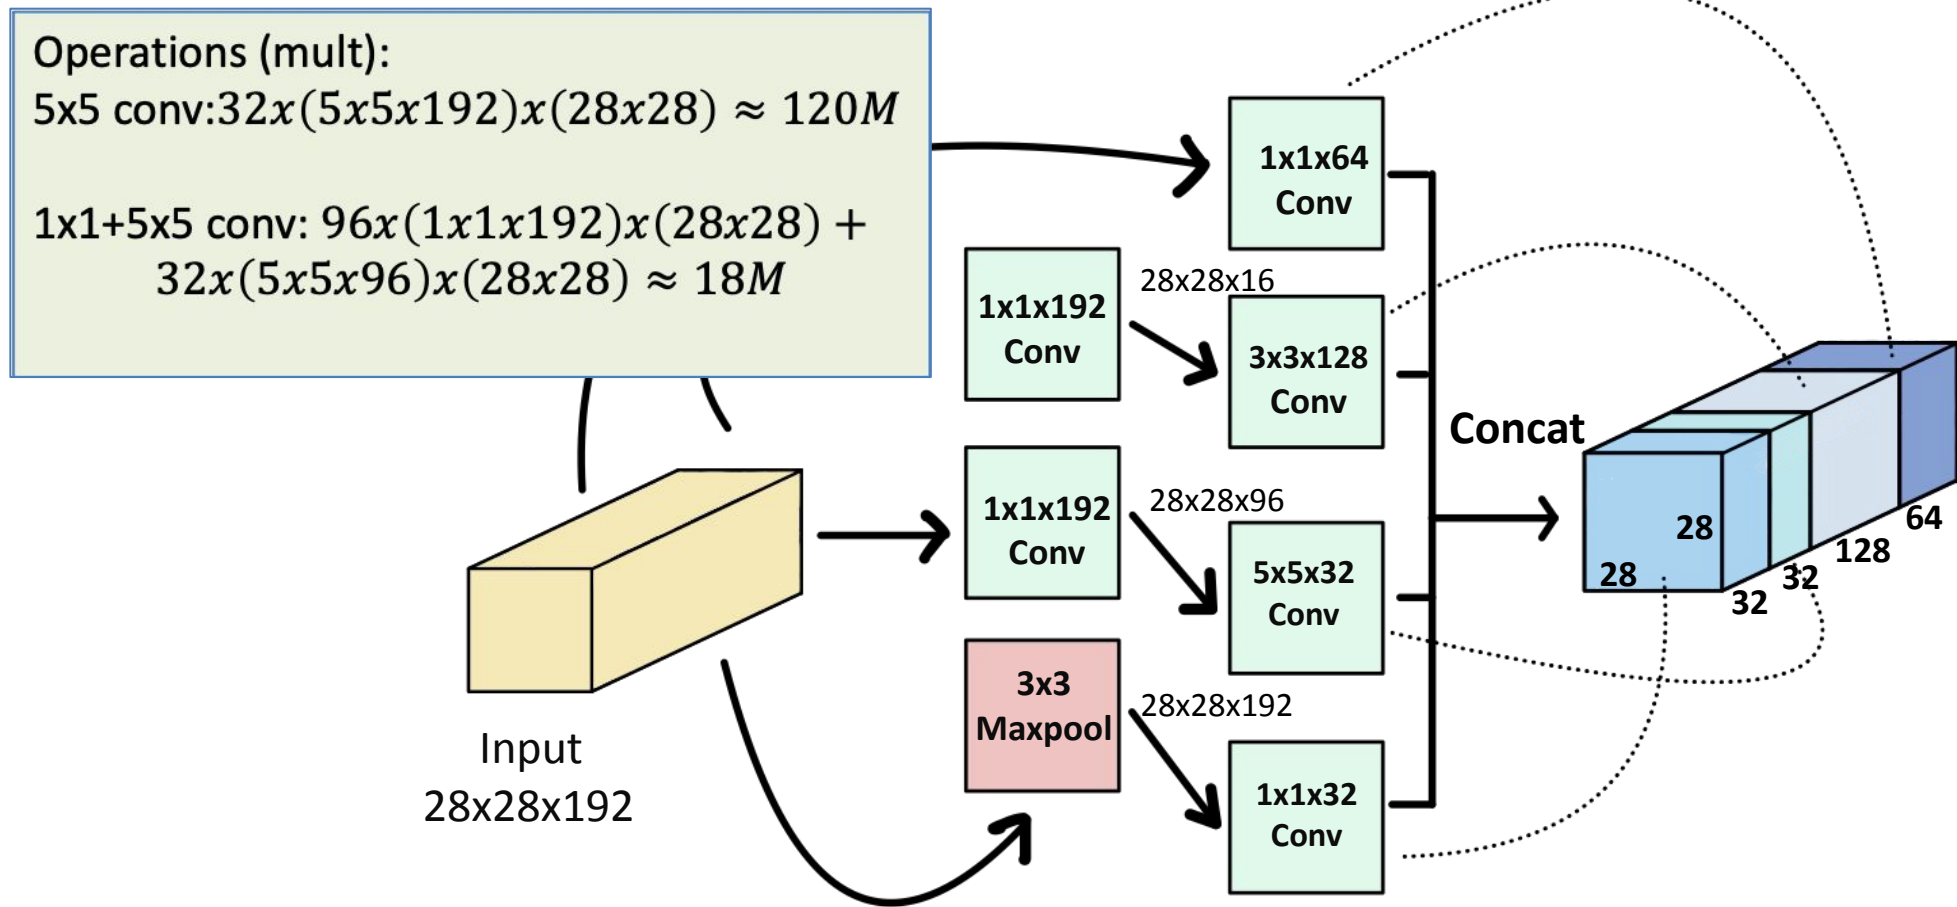 Operations (mult):
5x5 conv:32x(5x5x192)x(28x28) ≈ 120M
1x1+5x5 conv: 96x(1x1x192)x(28x28) +
32x(5x5x96)x(28x28) ≈ 18M
Input
28x28x192
1x1x64
Conv
1x1x192
Conv
28x28x16
3x3x128
Conv
1x1x192
Conv
28x28x96
5x5x32
Conv
3x3
Maxpool
28x28x192
1x1x32
Conv
Concat
28
28
32
32
128
64